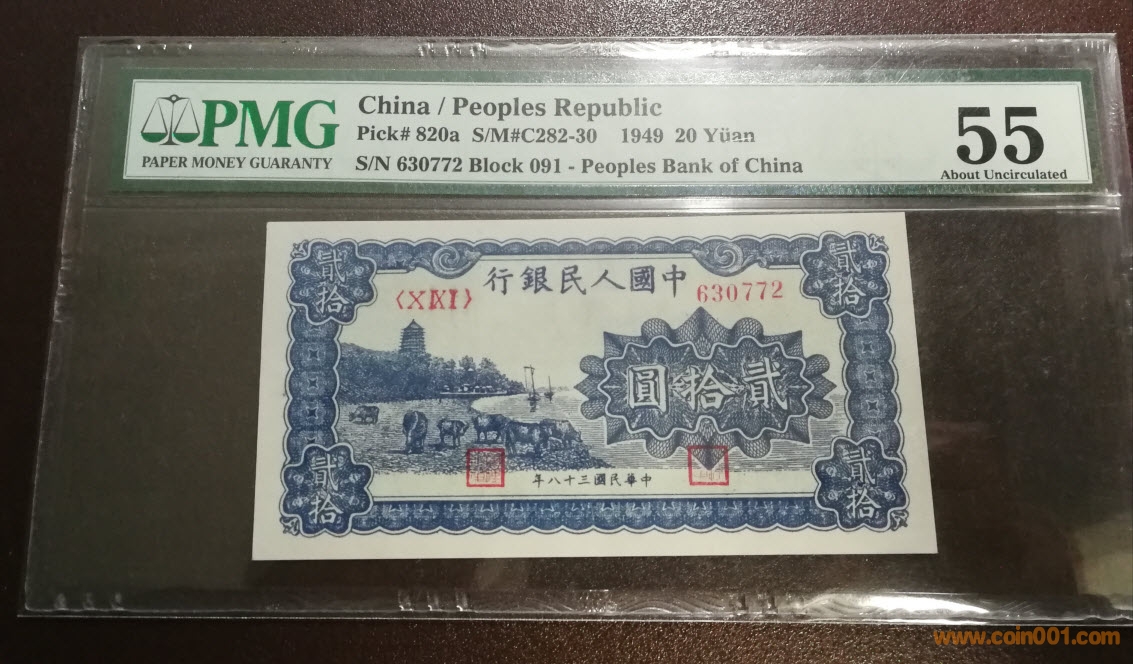 PMG
PAPER MONEY GUARANTY
China / Peoples Republic
Pick# 820a S/M#C282-30 1949 20 Yüan
S/N 630772 Block 091 - Peoples Bank of China
55
About Uncirculated
貳拾
行銀民人國中
貳拾
630772
圓拾貳
貳拾
年八十三國民華中
貳拾
www.coin001.com